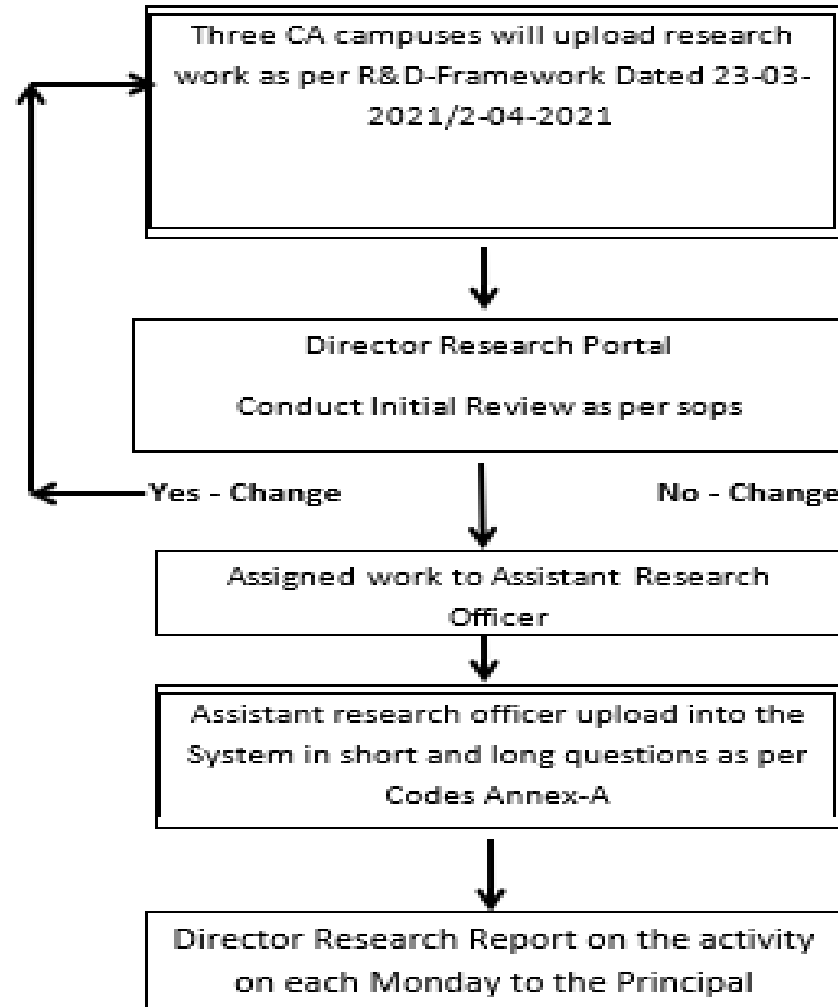 Three CA campuses will upload research
work as per R&D-Framework Dated 23-03-
2021/2-04-2021
Director Research Portal
Conduct Initial Review as per sops
Yes - Change
No - Change
Assigned work to Assistant Research
Officer
Assistant research officer upload into the
System in short and long questions as per
Codes Annex-A
Director Research Report on the activity
on each Monday to the Principal